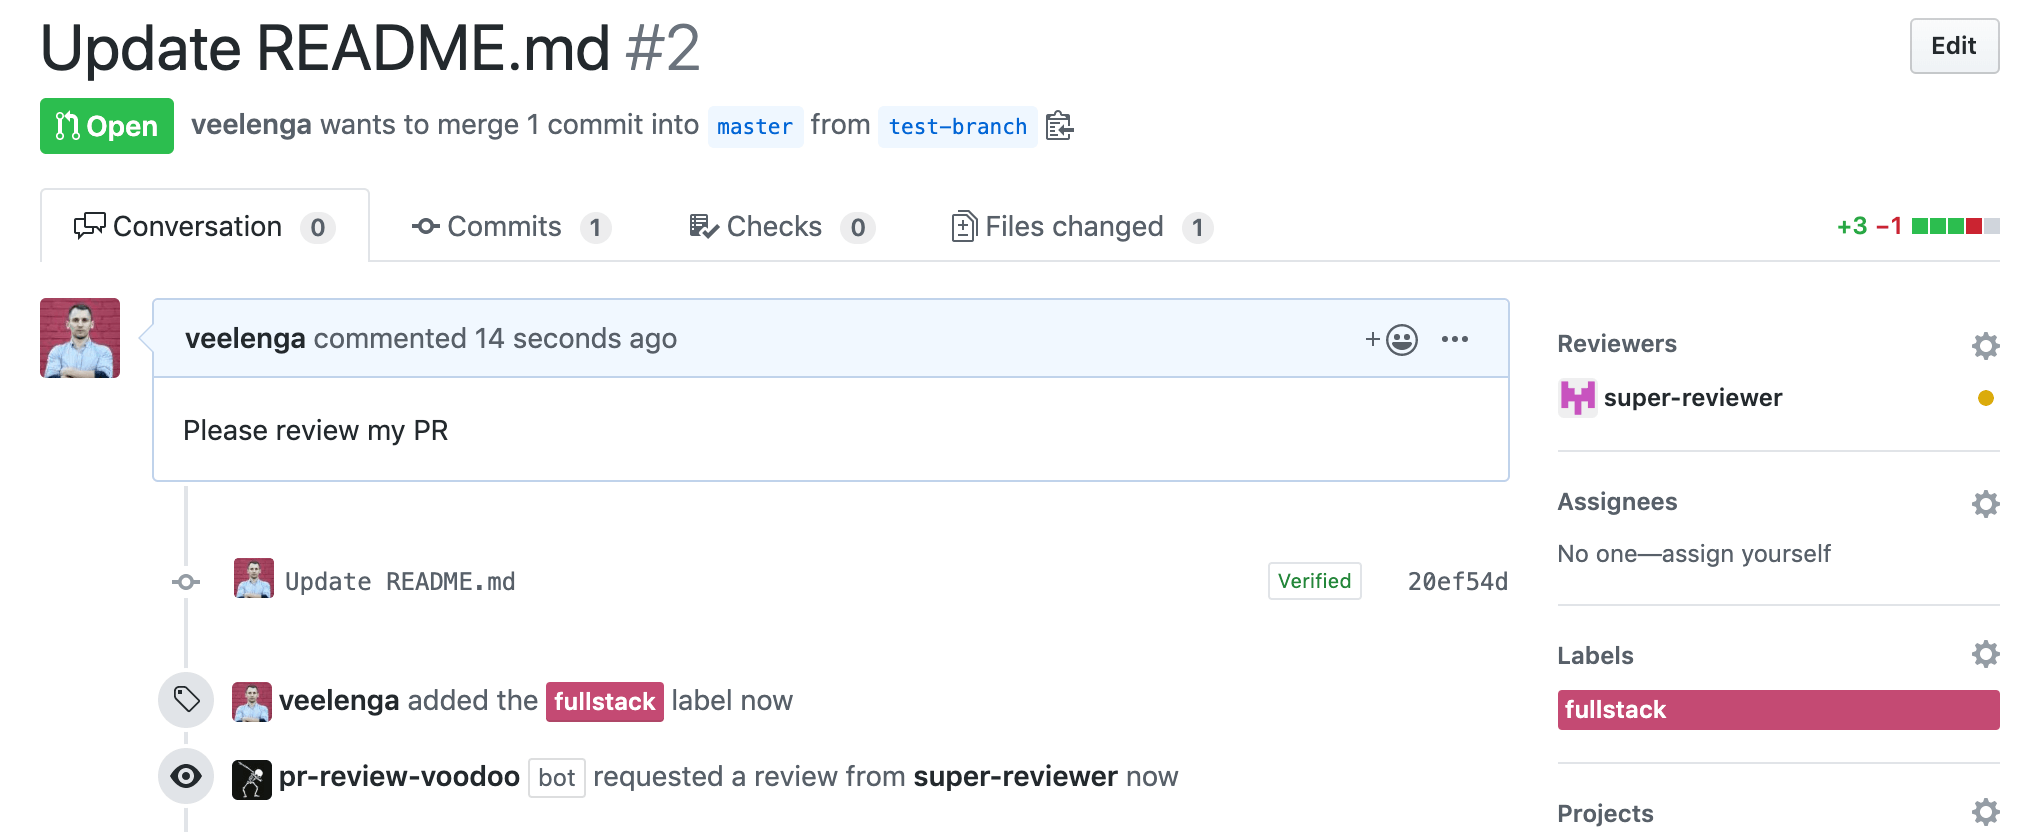 Update README.md #2
Edit
Open veelenga wants to merge 1 commit into master from test-branch
Conversation 0 Commits 1 Checks 0 Files changed 1 +3 −1
veelenga commented 14 seconds ago
Please review my PR
Update README.md Verified 20ef54d
veelenga added the fullstack label now
pr-review-voodoo bot requested a review from super-reviewer now
Reviewers
super-reviewer
Assignees
No one—assign yourself
Labels
fullstack
Projects